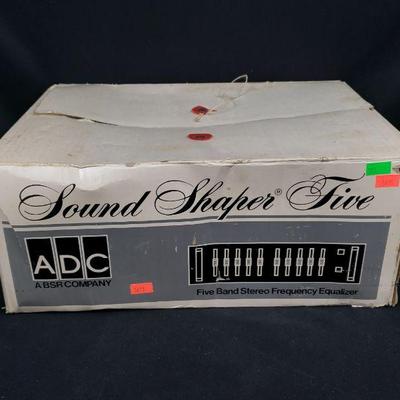 Sound Shaper® Five
ADC
A BSR COMPANY
Five Band Stereo Frequency Equalizer